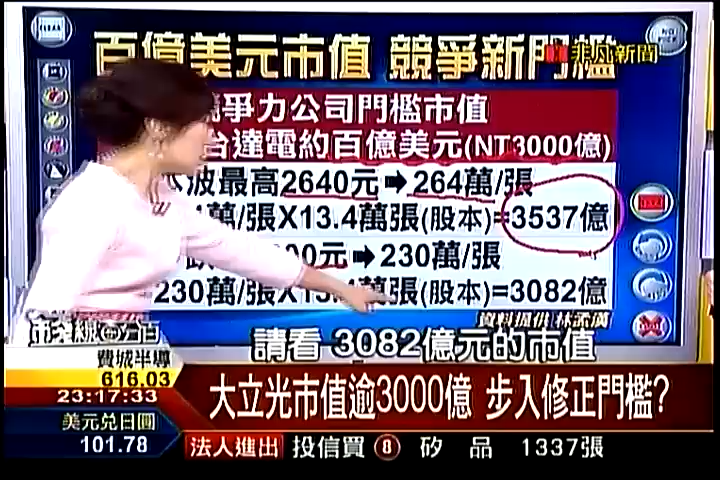 百億美元市值 競爭新門檻
非凡新聞
爭力公司門檻市值
台達電約百億美元(NT3000億)
波最高2640元➡264萬/張
萬/張X13.4萬張(股本)=3537億
00元➡230萬/張
230萬/張X13.4萬張(股本)=3082億
資料提供 林孟漢
請看 3082億元的市值
費城半導
616.03
23:17:33
大立光市值逾3000億 步入修正門檻?
美元兌日圓
101.78
法人進出 投信買 8 矽品 1337張